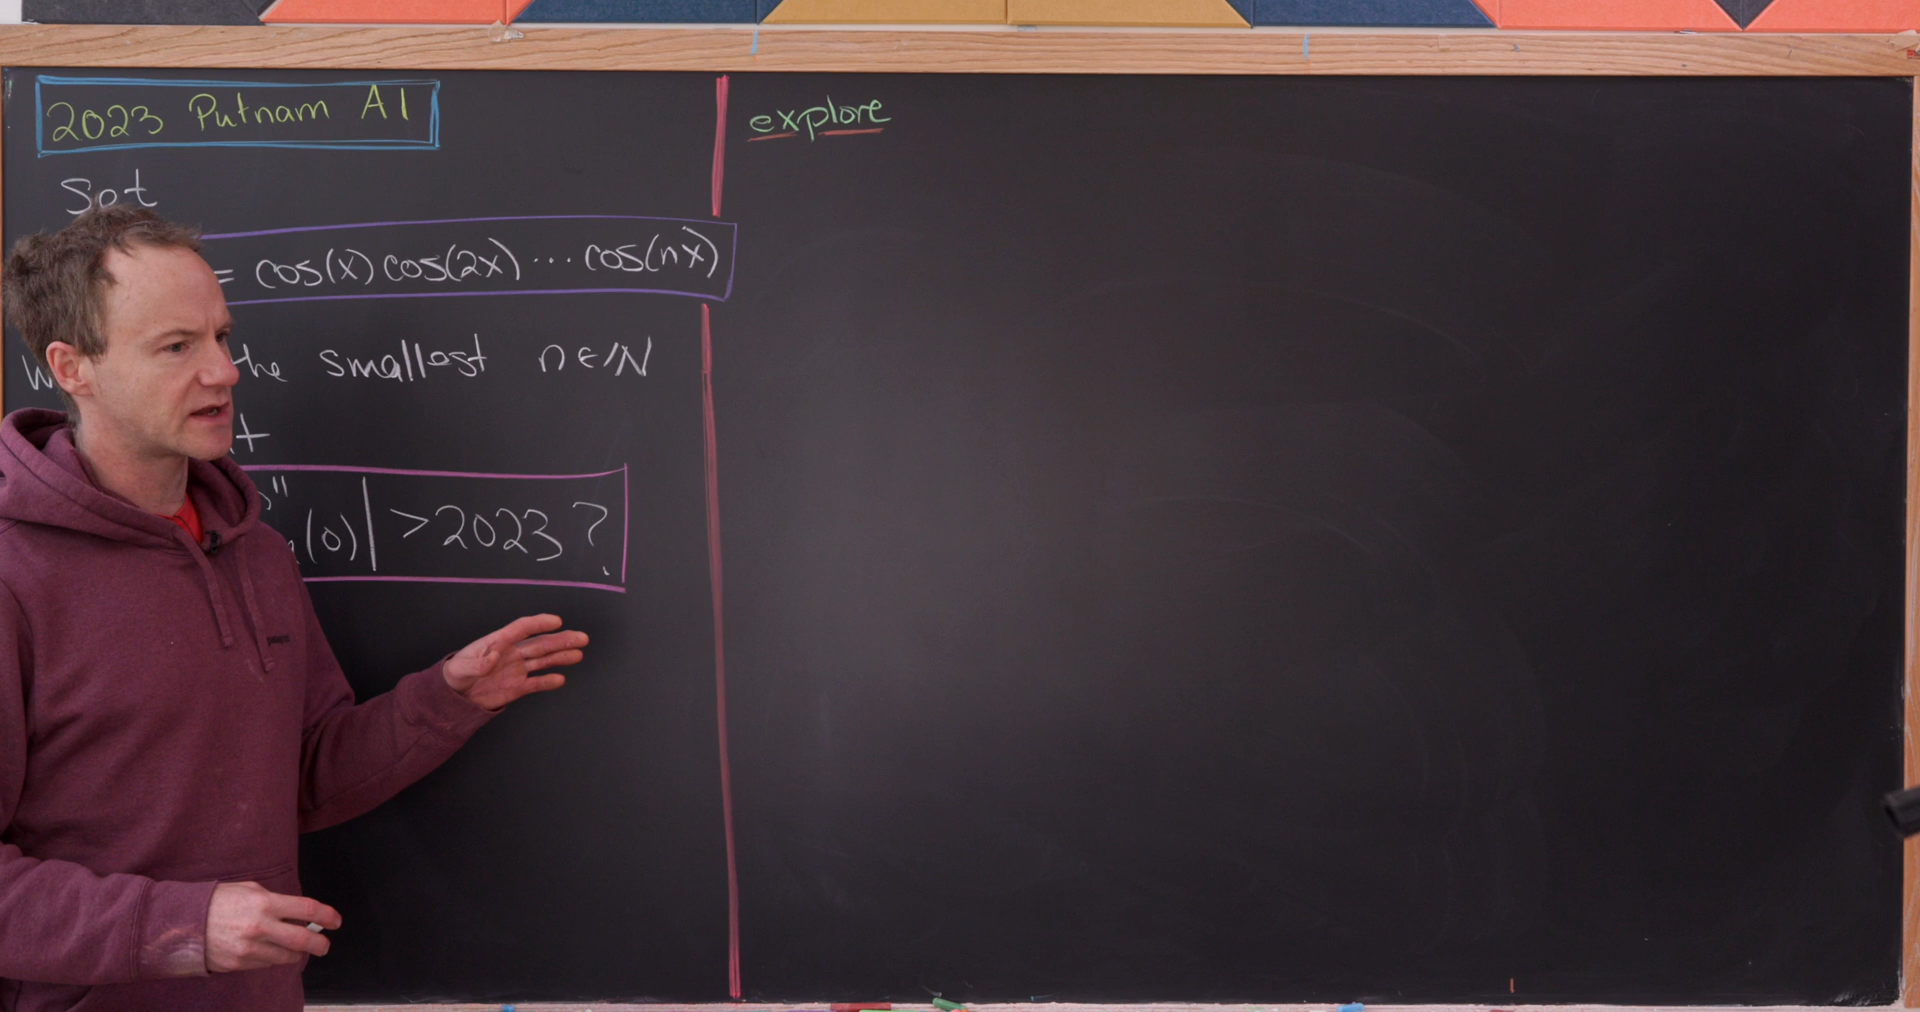 2023 Putnam A1
Set
= cos(x) cos(2x) ... cos(nx)
the smallest n∈ℕ
"(0)| >2023?
explore